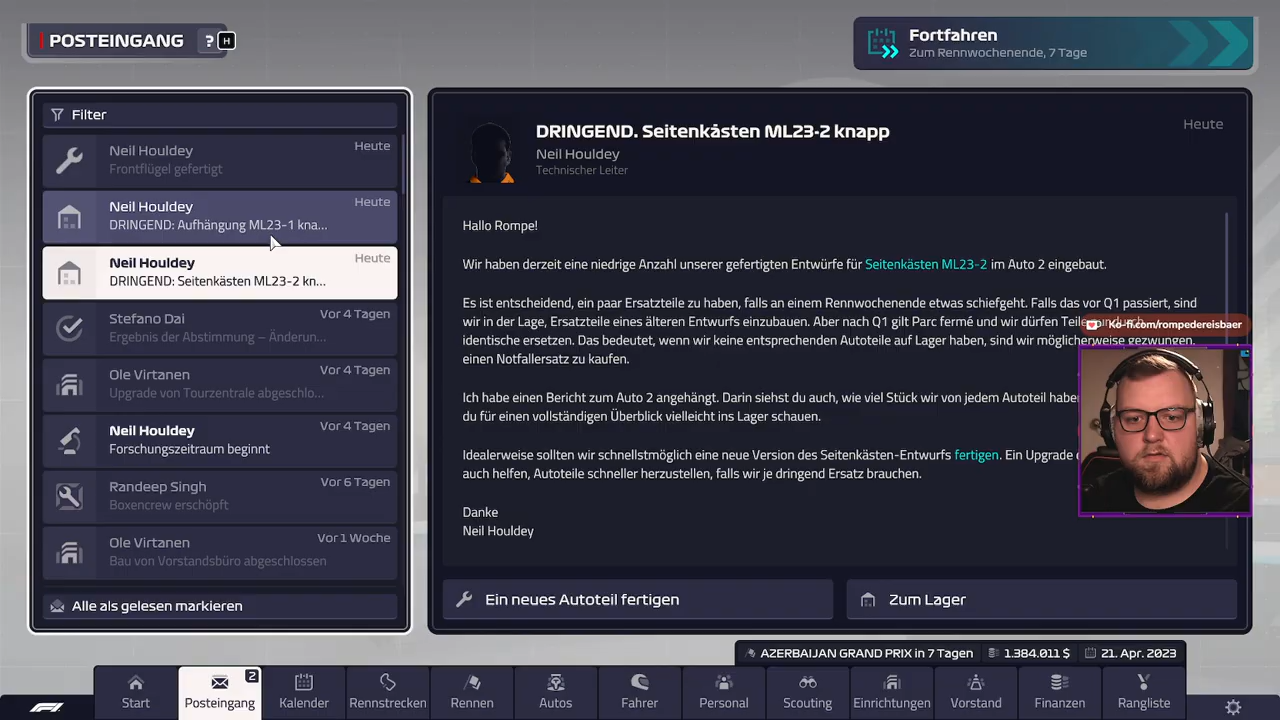 POSTEINGANG
? H
Fortfahren
Zum Rennwochenende, 7 Tage
Filter
Neil Houldey
Heute
Frontflügel gefertigt
Neil Houldey
Heute
DRINGEND: Aufhängung ML23-1 kna...
Neil Houldey
Heute
DRINGEND: Seitenkästen ML23-2 kn...
Stefano Dai
Vor 4 Tagen
Ergebnis der Abstimmung – Änderun...
Ole Virtanen
Vor 4 Tagen
Upgrade von Tourzentrale abgeschlo...
Neil Houldey
Vor 4 Tagen
Forschungszeitraum beginnt
Randeep Singh
Vor 6 Tagen
Boxencrew erschöpft
Ole Virtanen
Vor 1 Woche
Bau von Vorstandsbüro abgeschlossen
Alle als gelesen markieren
DRINGEND. Seitenkästen ML23-2 knapp
Heute
Neil Houldey
Technischer Leiter
Hallo Rompe!
Wir haben derzeit eine niedrige Anzahl unserer gefertigten Entwürfe für Seitenkästen ML23-2 im Auto 2 eingebaut.
Es ist entscheidend, ein paar Ersatzteile zu haben, falls an einem Rennwochenende etwas schiefgeht. Falls das vor Q1 passiert, sind
wir in der Lage, Ersatzteile eines älteren Entwurfs einzubauen. Aber nach Q1 gilt Parc fermé und wir dürfen Teile nur durch
identische ersetzen. Das bedeutet, wenn wir keine entsprechenden Autoteile auf Lager haben, sind wir möglicherweise gezwungen,
einen Notfallersatz zu kaufen.
Ich habe einen Bericht zum Auto 2 angehängt. Darin siehst du auch, wie viel Stück wir von jedem Autoteil haben
du für einen vollständigen Überblick vielleicht ins Lager schauen.
Idealerweise sollten wir schnellstmöglich eine neue Version des Seitenkästen-Entwurfs fertigen. Ein Upgrade
auch helfen, Autoteile schneller herzustellen, falls wir je dringend Ersatz brauchen.
Danke
Neil Houldey
Ko-fi.com/rompedereisbaer
Ein neues Autoteil fertigen
Zum Lager
AZERBAIJAN GRAND PRIX in 7 Tagen
1.384.011 $
21. Apr. 2023
Start
Posteingang
2
Kalender
Rennstrecken
Rennen
Autos
Fahrer
Personal
Scouting
Einrichtungen
Vorstand
Finanzen
Rangliste